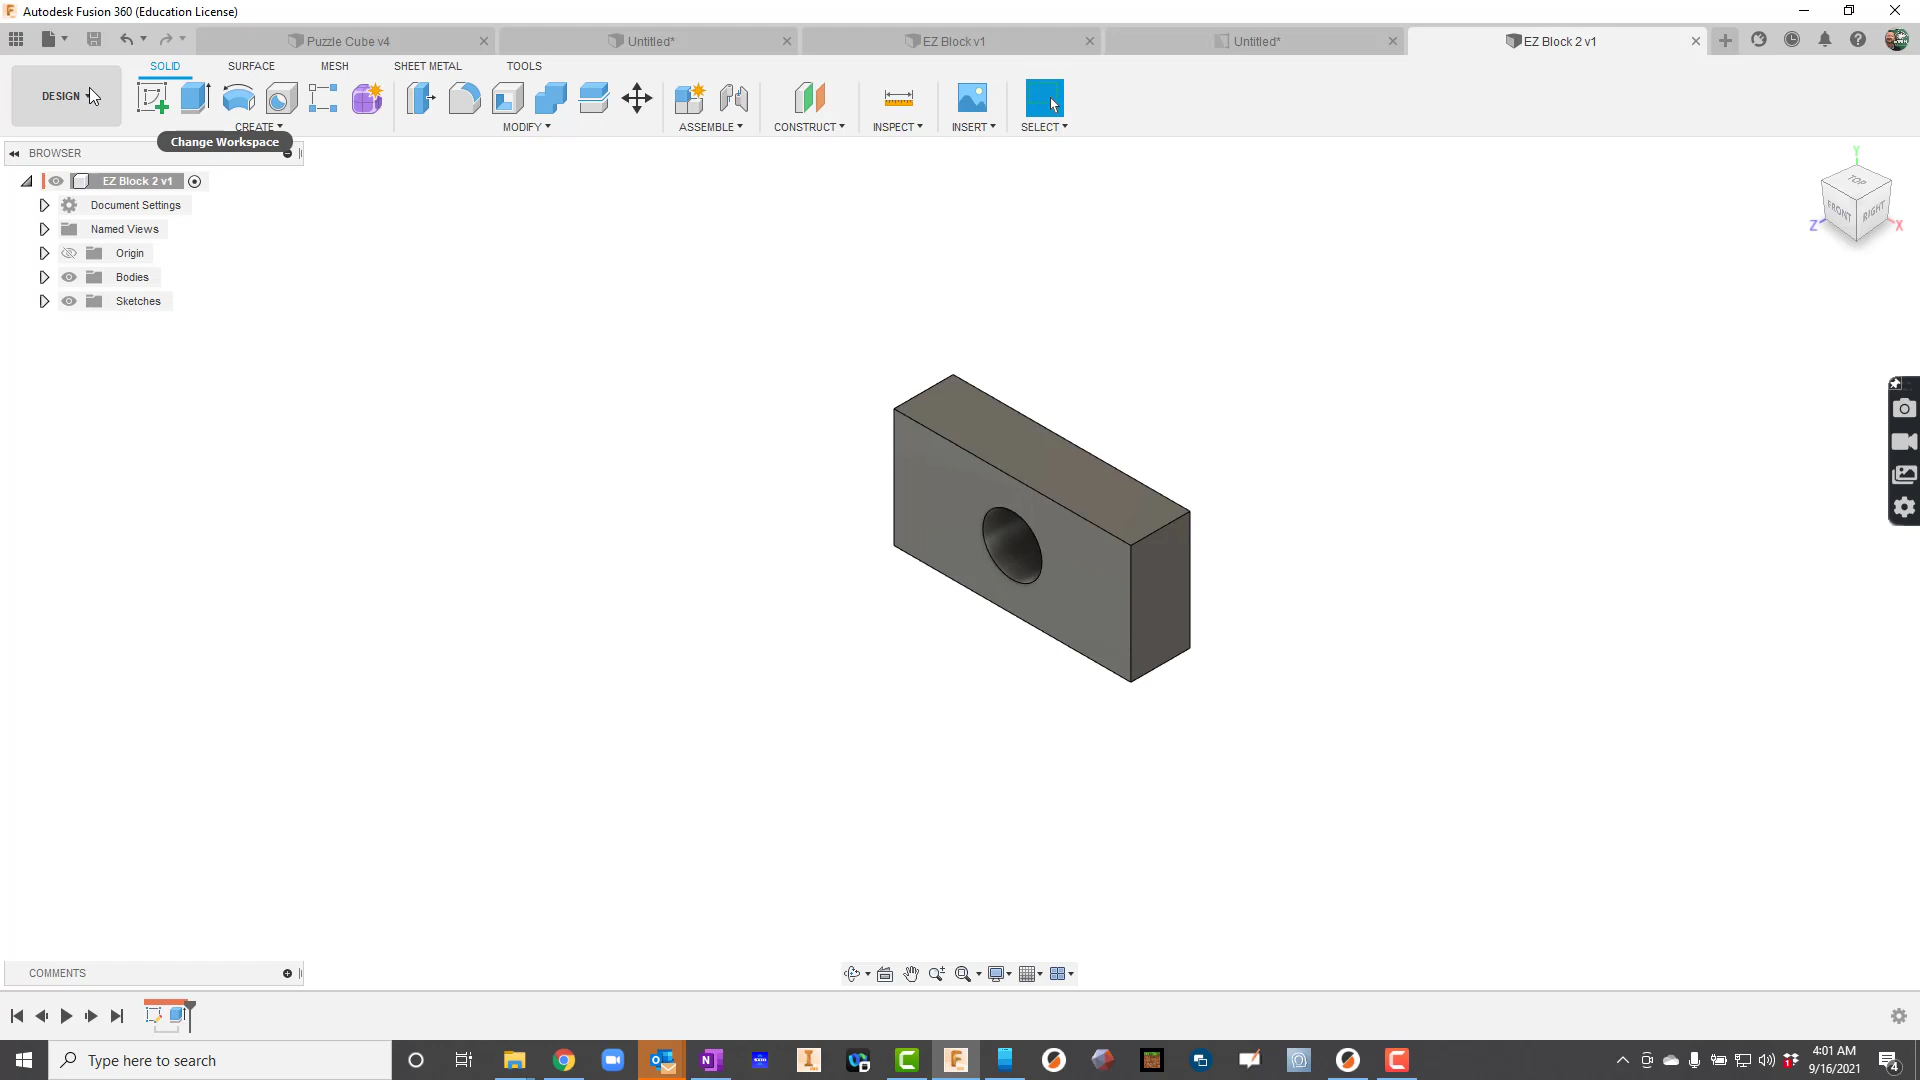 Autodesk Fusion 360 (Education License)
Puzzle Cube v4
Untitled*
EZ Block v1
Untitled*
EZ Block 2 v1
SOLID
SURFACE
MESH
SHEET METAL
TOOLS
DESIGN
CREATE
MODIFY
ASSEMBLE
CONSTRUCT
INSPECT
INSERT
SELECT
Change Workspace
BROWSER
EZ Block 2 v1
Document Settings
Named Views
Origin
Bodies
Sketches
Y
TOP
FRONT
RIGHT
Z
X
COMMENTS
Type here to search
4:01 AM
9/16/2021
4